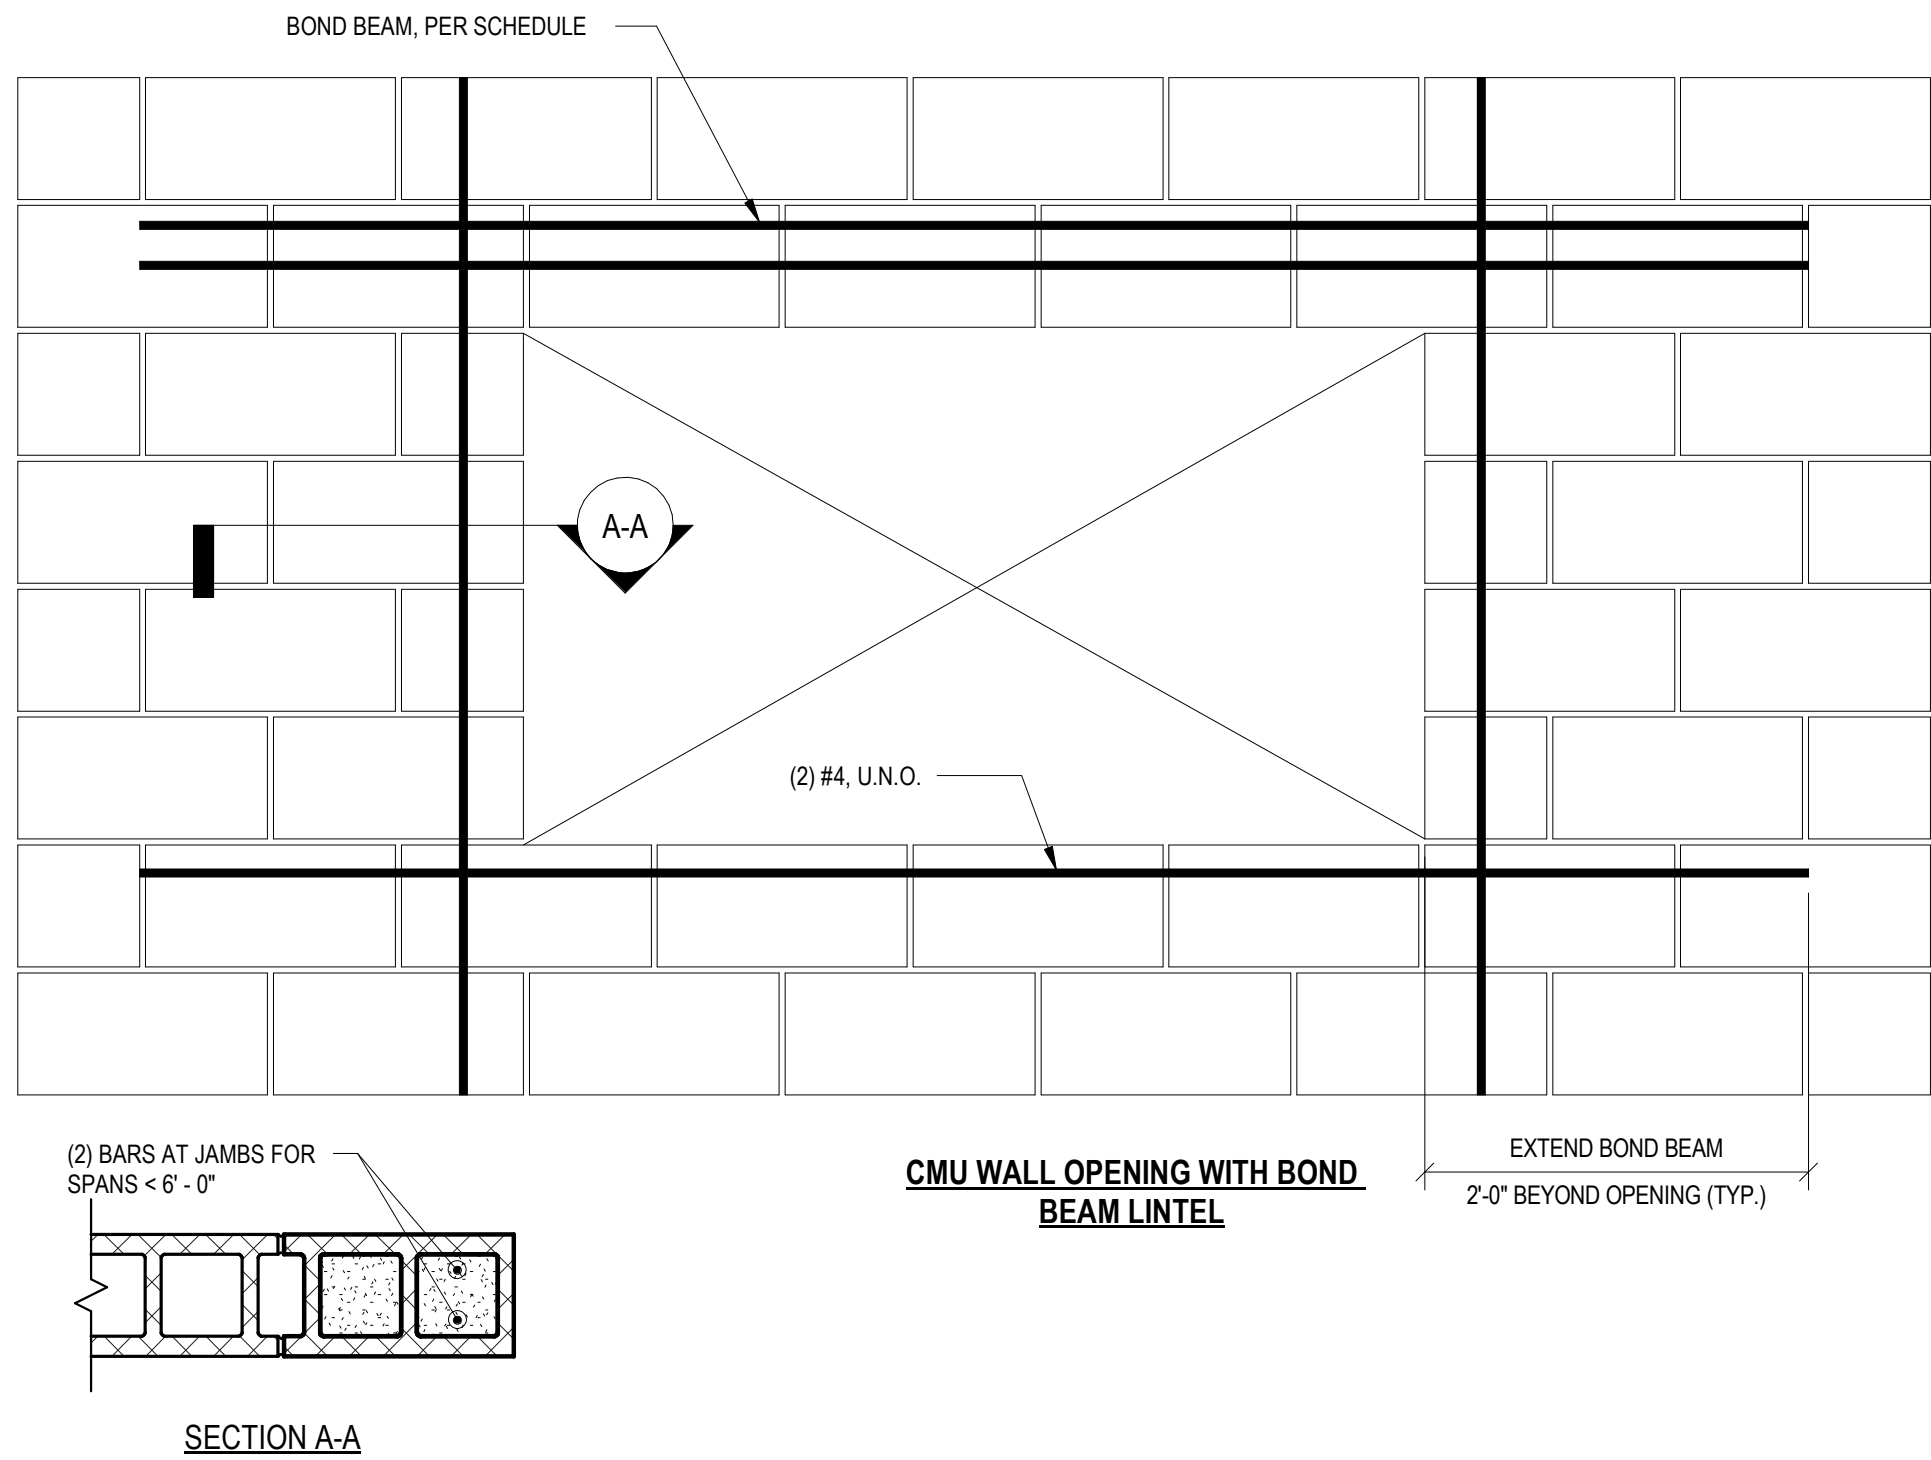 BOND BEAM, PER SCHEDULE
A-A
(2) #4, U.N.O.
(2) BARS AT JAMBS FOR
SPANS < 6' - 0"
CMU WALL OPENING WITH BOND
BEAM LINTEL
EXTEND BOND BEAM
2'-0" BEYOND OPENING (TYP.)
SECTION A-A